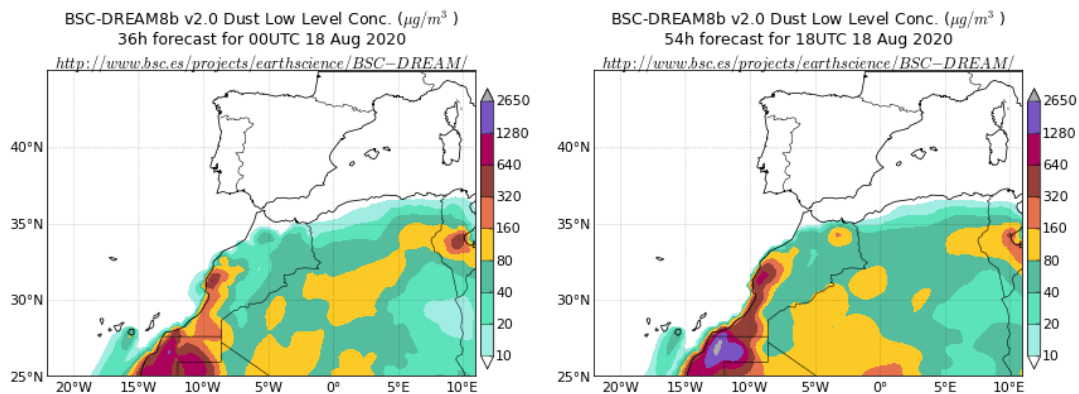 BSC-DREAM8b v2.0 Dust Low Level Conc. (μg/m³ )
36h forecast for 00UTC 18 Aug 2020
http://www.bsc.es/projects/earthscience/BSC−DREAM/
40°N
35°N
30°N
25°N
20°W
15°W
10°W
5°W
0°E
5°E
10°E
2650
1280
640
320
160
80
40
20
10
BSC-DREAM8b v2.0 Dust Low Level Conc. (μg/m³ )
54h forecast for 18UTC 18 Aug 2020
http://www.bsc.es/projects/earthscience/BSC−DREAM/
40°N
35°N
30°N
25°N
20°W
15°W
10°W
5°W
0°E
5°E
10°E
2650
1280
640
320
160
80
40
20
10